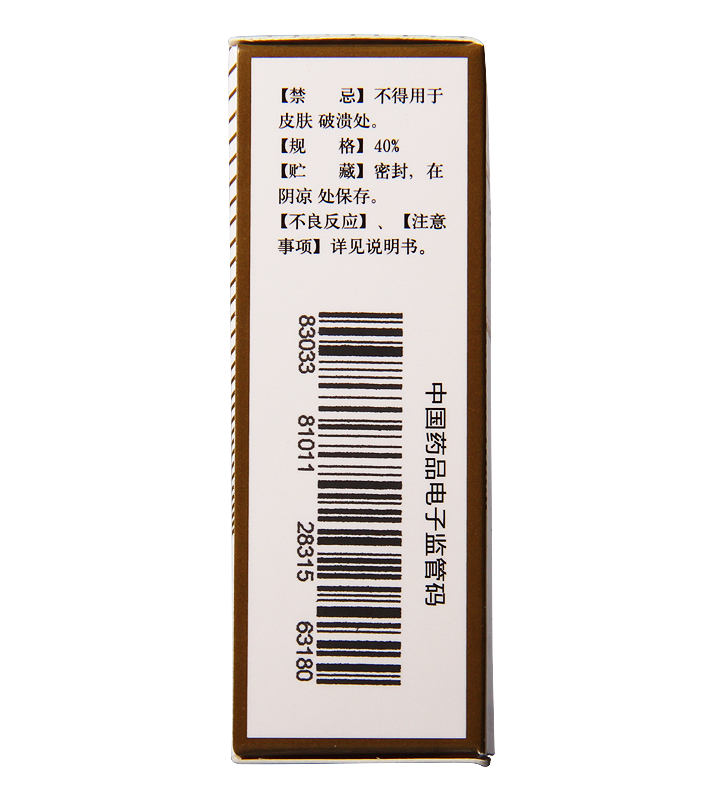 【禁　　忌】不得用于
皮肤 破溃处。
【规　　格】40%
【贮　　藏】密封，在
阴凉 处保存。
【不良反应】、【注意
事项】详见说明书。
中国药品电子监管码
83033 81011 28315 63180